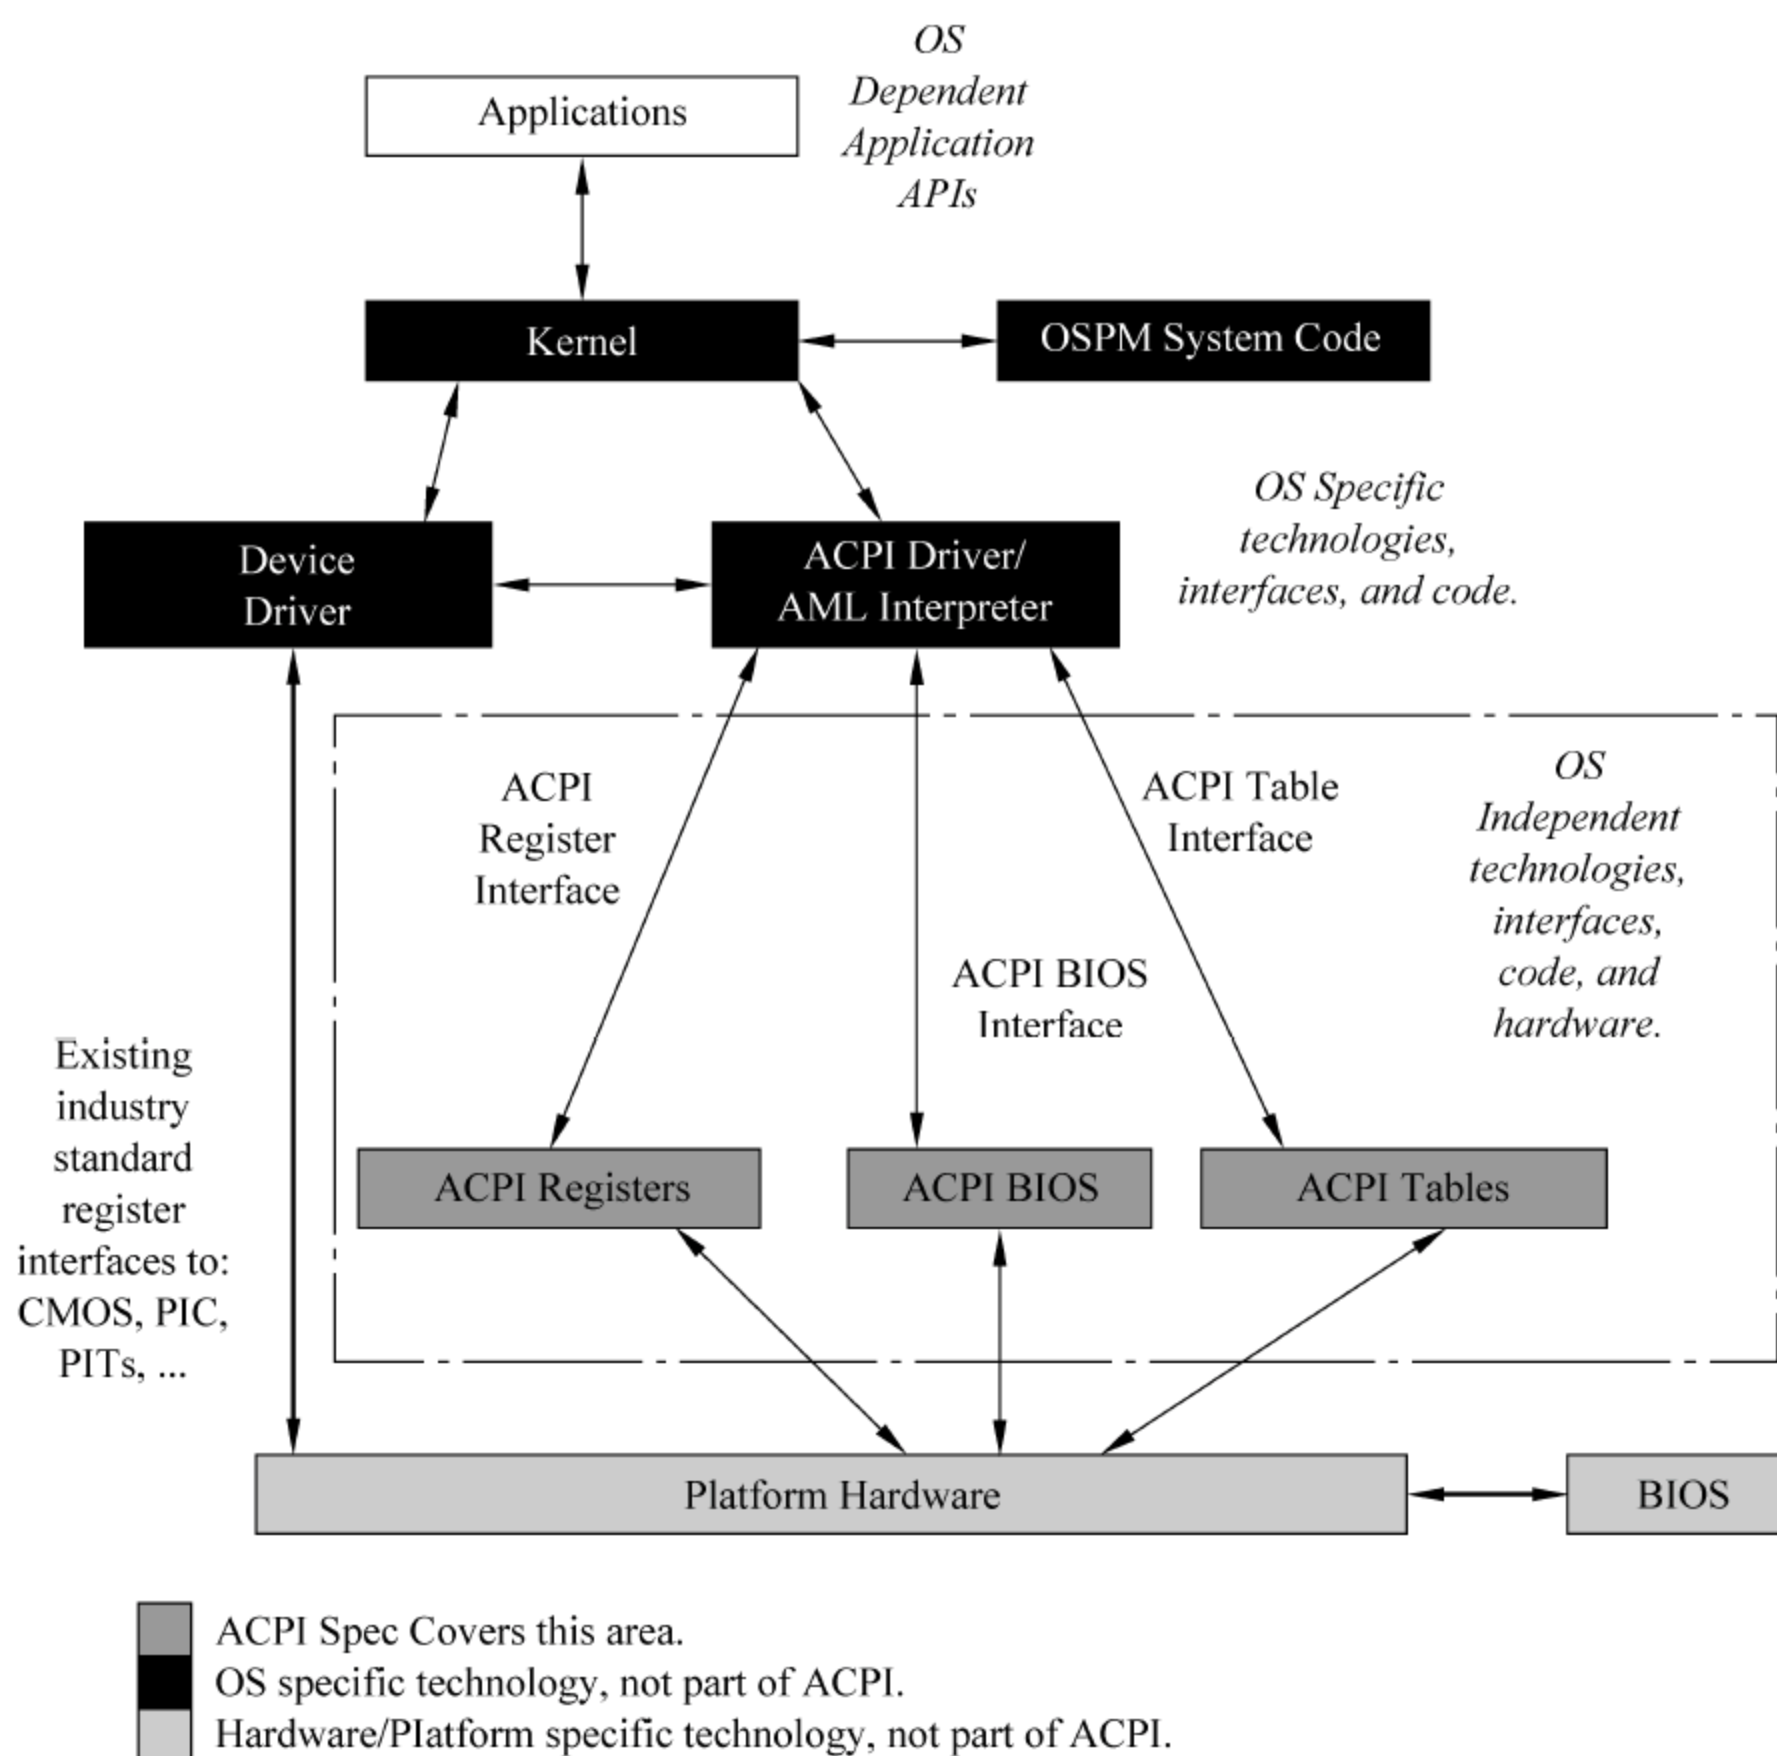 OS
Dependent
Application
APIs
Applications
Kernel
OSPM System Code
OS Specific
technologies,
interfaces, and code.
Device
Driver
ACPI Driver/
AML Interpreter
ACPI
Register
Interface
ACPI Table
Interface
OS
Independent
technologies,
interfaces,
code, and
hardware.
ACPI BIOS
Interface
Existing
industry
standard
register
interfaces to:
CMOS, PIC,
PITs, ...
ACPI Registers
ACPI BIOS
ACPI Tables
Platform Hardware
BIOS
ACPI Spec Covers this area.
OS specific technology, not part of ACPI.
Hardware/Platform specific technology, not part of ACPI.